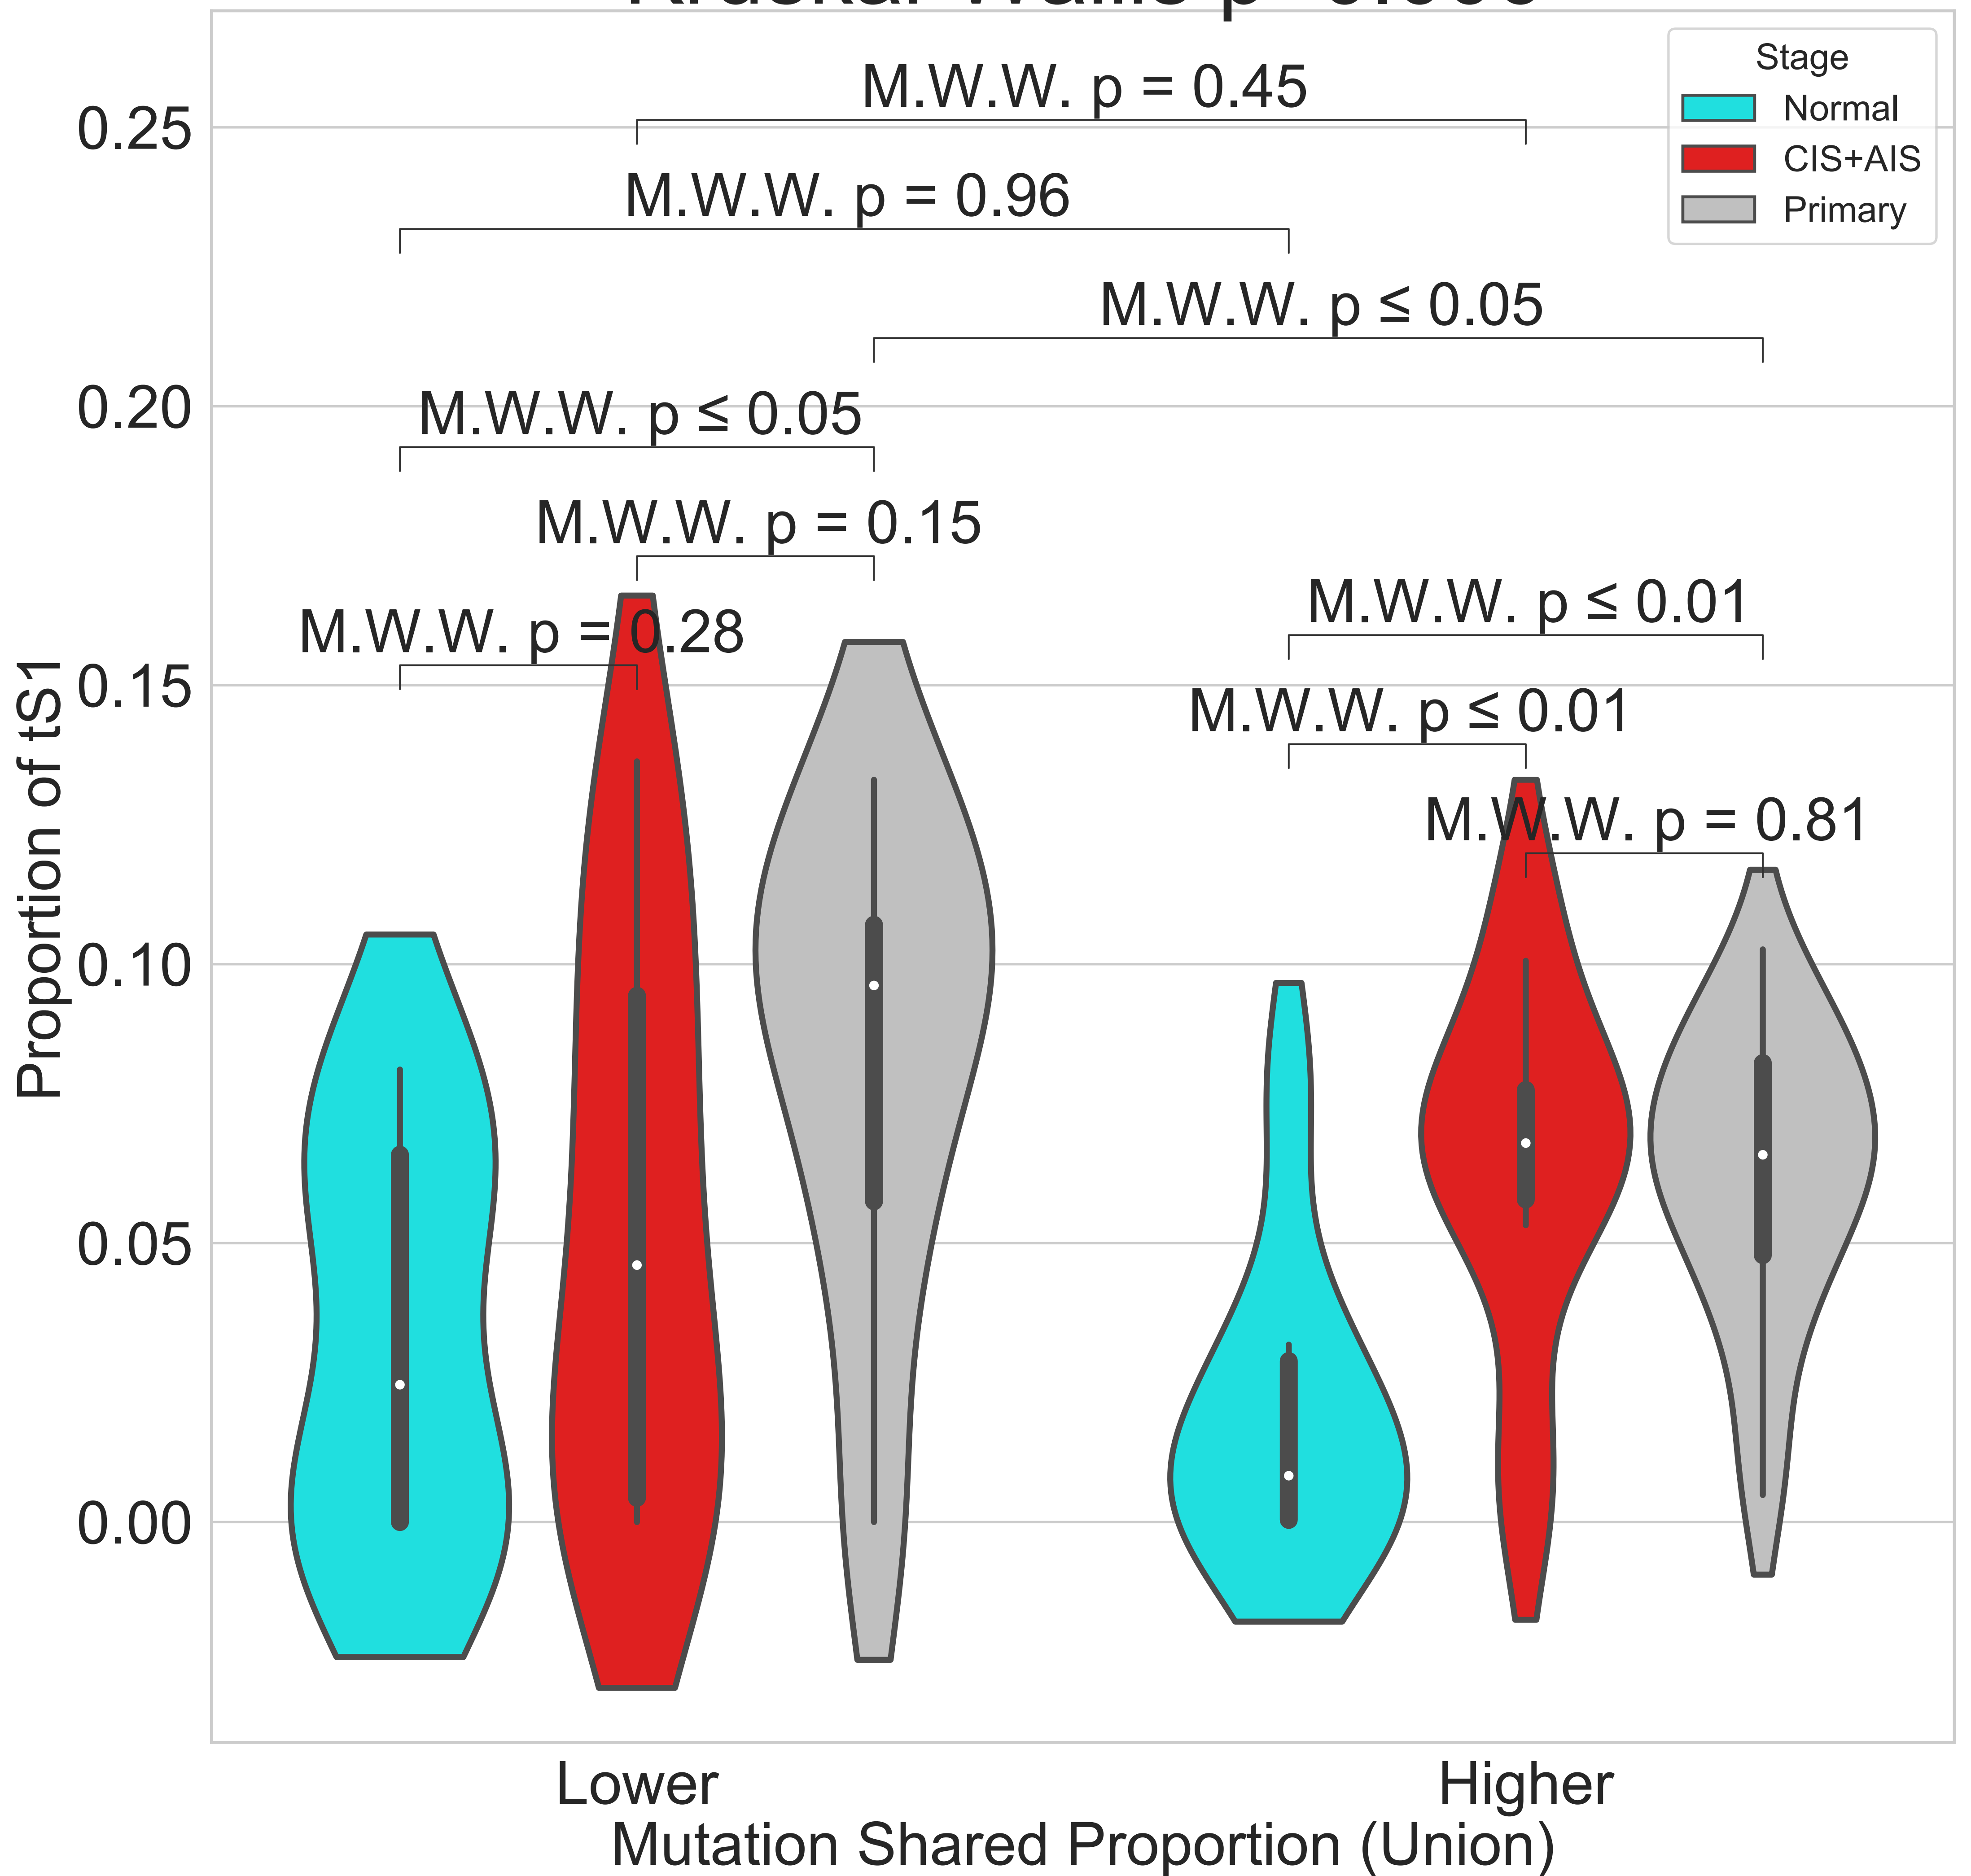 Stage
Normal
CIS+AIS
Primary
M.W.W. p = 0.45
M.W.W. p = 0.96
M.W.W. p ≤ 0.05
M.W.W. p ≤ 0.05
M.W.W. p = 0.15
M.W.W. p = 0.28
M.W.W. p ≤ 0.01
M.W.W. p ≤ 0.01
M.W.W. p = 0.81
0.25
0.20
0.15
0.10
0.05
0.00
Proportion of tS1
Lower
Higher
Mutation Shared Proportion (Union)